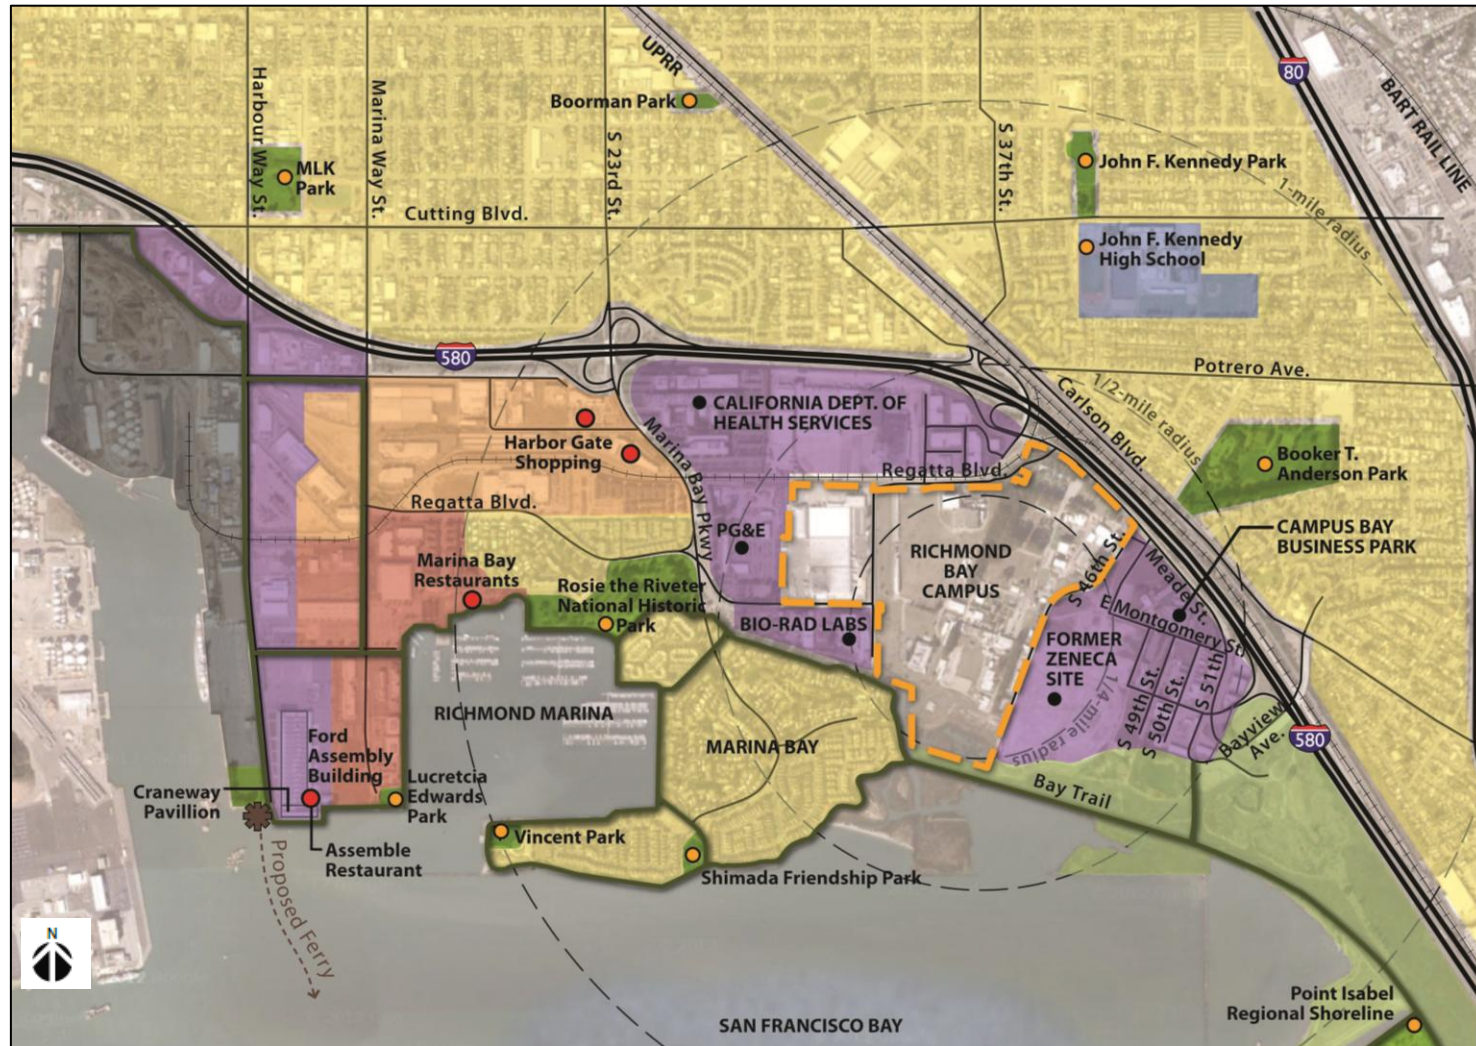 UPRR
80
BART RAIL LINE
Harbour Way St.
Marina Way St.
Boorman Park
S 23rd St.
S 37th St.
John F. Kennedy Park
MLK
Park
1-mile radius
Cutting Blvd.
John F. Kennedy
High School
580
Potrero Ave.
1/2-mile radius
Carlson Blvd.
CALIFORNIA DEPT. OF
HEALTH SERVICES
Harbor Gate
Shopping
Marina Bay Pkwy
Regatta Blvd.
Booker T.
Anderson Park
Regatta Blvd.
PG&E
CAMPUS BAY
BUSINESS PARK
RICHMOND
BAY
CAMPUS
S 46th St.
Meade St.
Marina Bay
Restaurants
Rosie the Riveter
National Historic
Park
E Montgomery St.
BIO-RAD LABS
FORMER
ZENECA
SITE
1/4-mile radius
S 49th St.
S 50th St.
S 51th
Bayview
Ave.
580
RICHMOND MARINA
MARINA BAY
Ford
Assembly
Building
Lucretcia
Edwards
Park
Craneway
Pavillion
Bay Trail
Vincent Park
Assemble
Restaurant
Shimada Friendship Park
Proposed Ferry
N
Point Isabel
Regional Shoreline
SAN FRANCISCO BAY